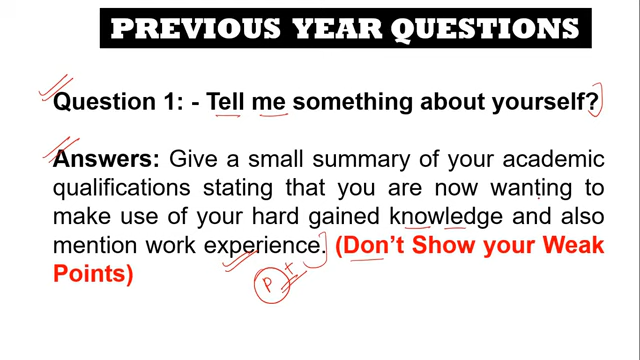 PREVIOUS YEAR QUESTIONS
Question 1: - Tell me something about yourself?
Answers: Give a small summary of your academic
qualifications stating that you are now wanting to
make use of your hard gained knowledge and also
mention work experience. (Don't Show your Weak
Points)
P +